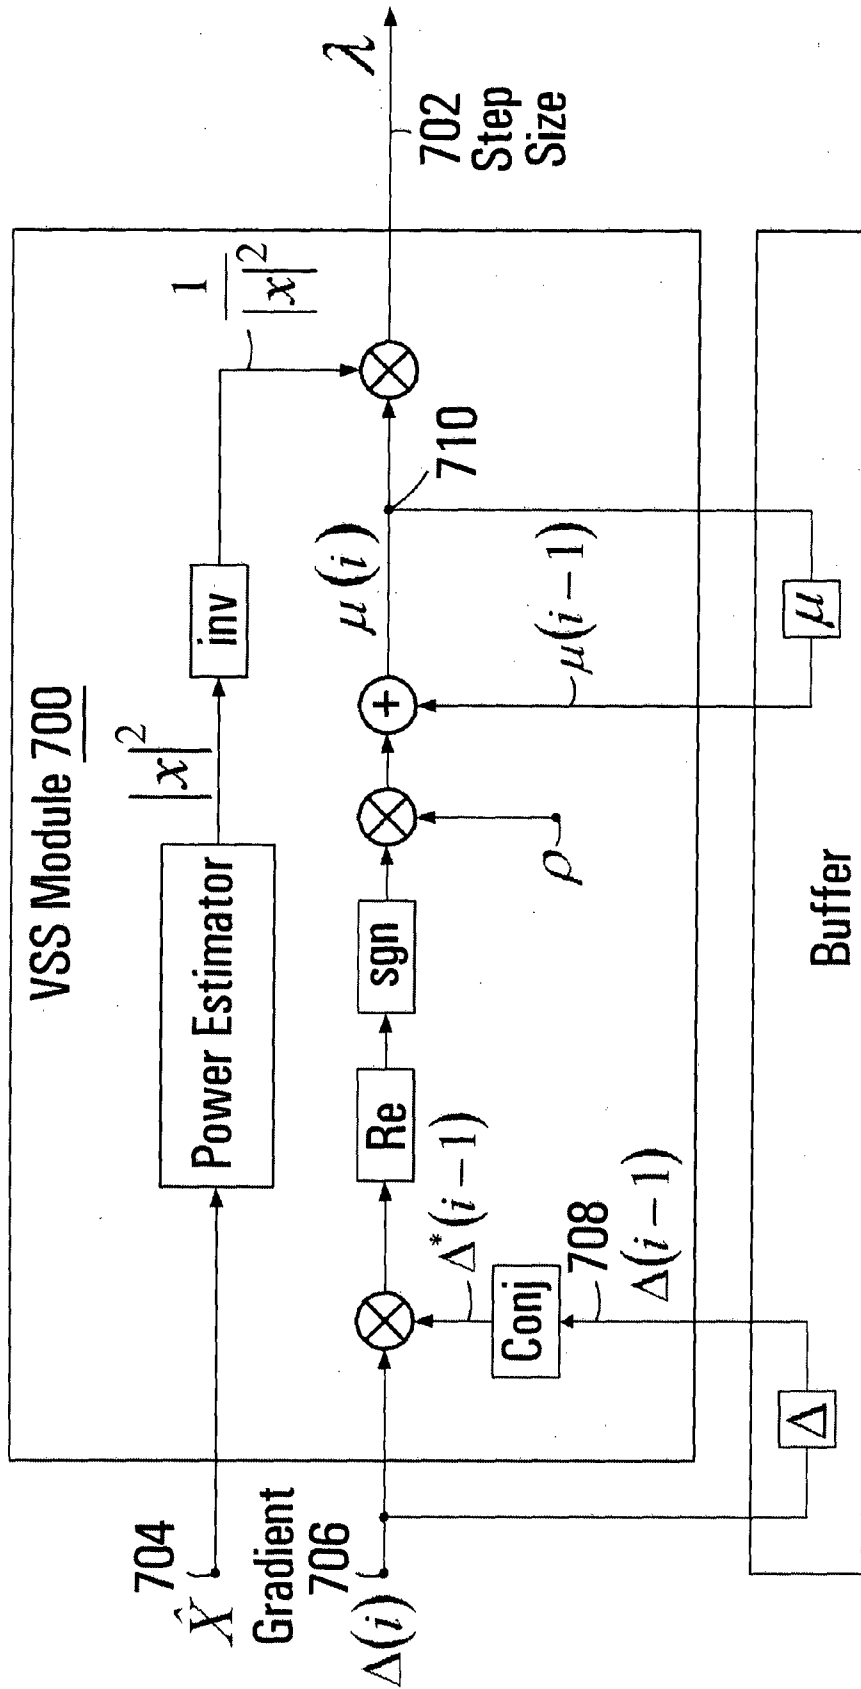 VSS Module 700
704
X̂
Power Estimator
|x|²
inv
1
|x|²
Gradient
706
Δ(i)
Re
sgn
ρ
+
μ(i)
710
λ
702
Step
Size
Δ*(i−1)
Conj
708
Δ(i−1)
μ(i−1)
Δ
μ
Buffer